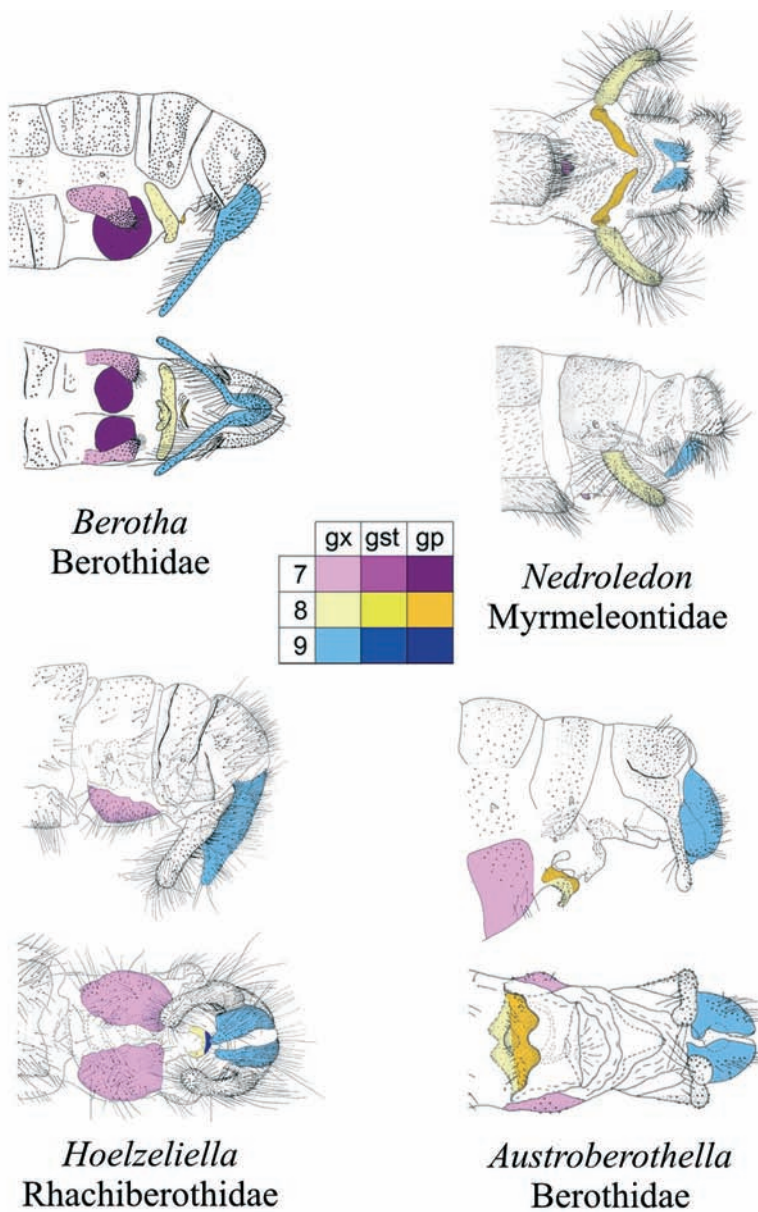 Berotha
Berothidae
gx gst gp
7
8
9
Nedroledon
Myrmeleontidae
Hoelzeliella
Rhachiberothidae
Austroberothella
Berothidae